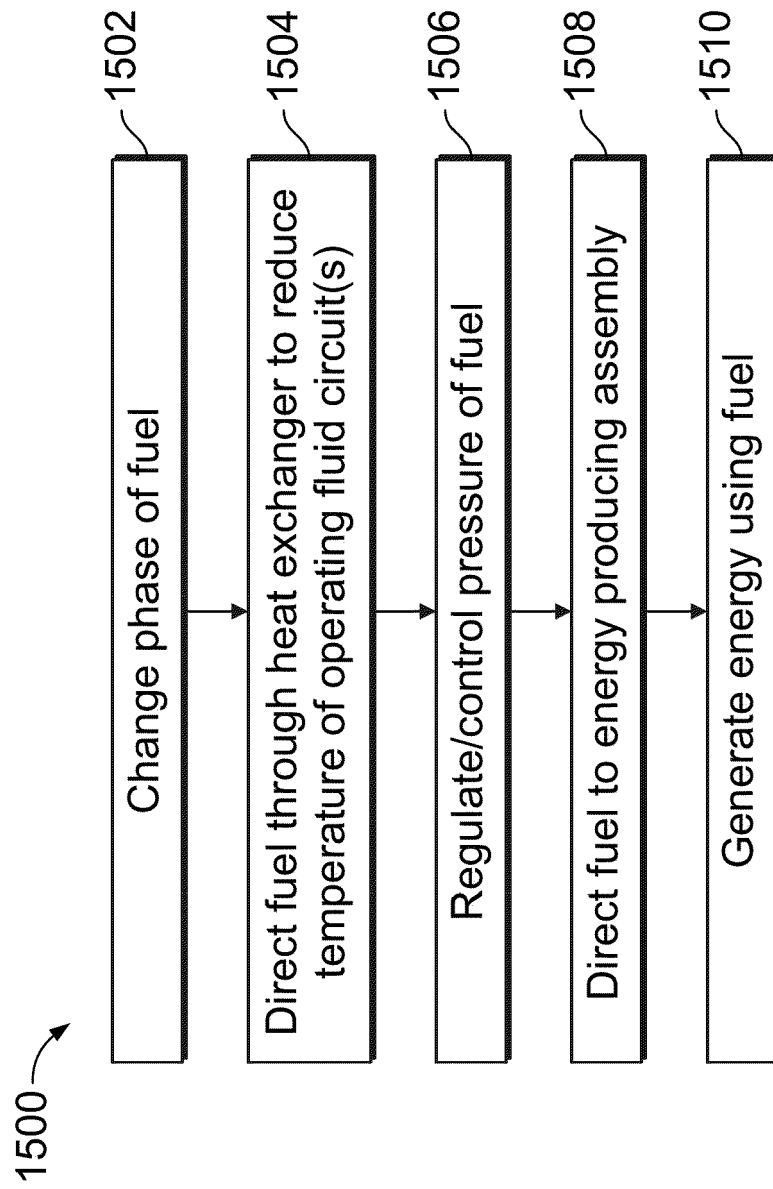 1500
Change phase of fuel
1502
Direct fuel through heat exchanger to reduce
temperature of operating fluid circuit(s)
1504
Regulate/control pressure of fuel
1506
Direct fuel to energy producing assembly
1508
Generate energy using fuel
1510